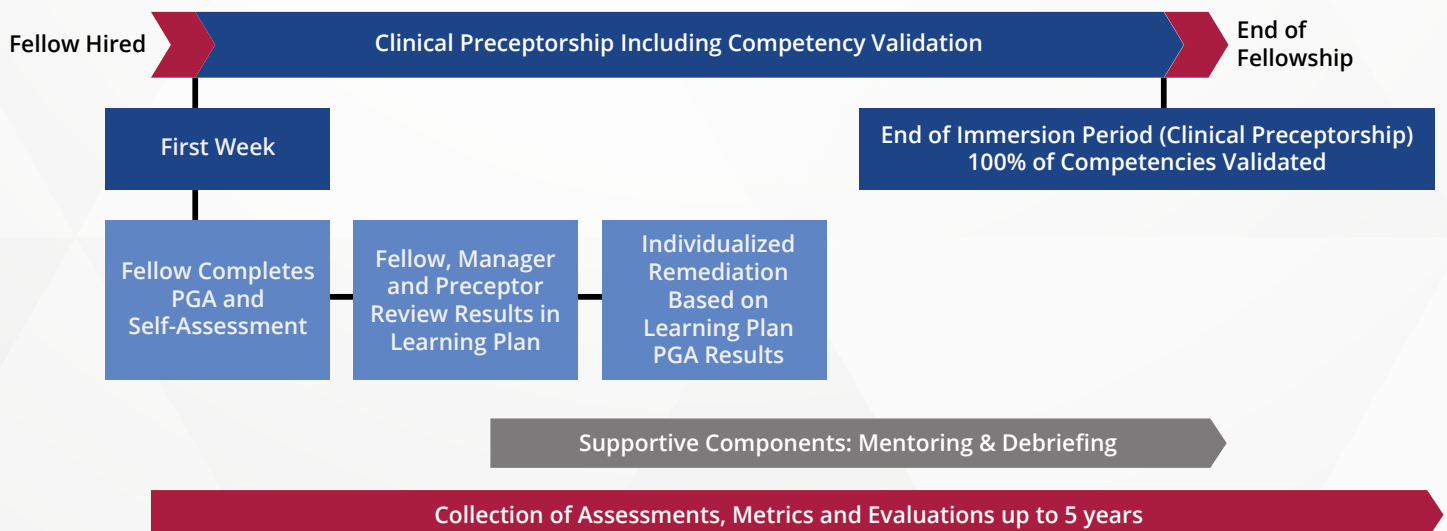 Fellow Hired
Clinical Preceptorship Including Competency Validation
End of
Fellowship
First Week
End of Immersion Period (Clinical Preceptorship)
100% of Competencies Validated
Fellow Completes
PGA and
Self-Assessment
Fellow, Manager
and Preceptor
Review Results in
Learning Plan
Individualized
Remediation
Based on
Learning Plan
PGA Results
Supportive Components: Mentoring & Debriefing
Collection of Assessments, Metrics and Evaluations up to 5 years